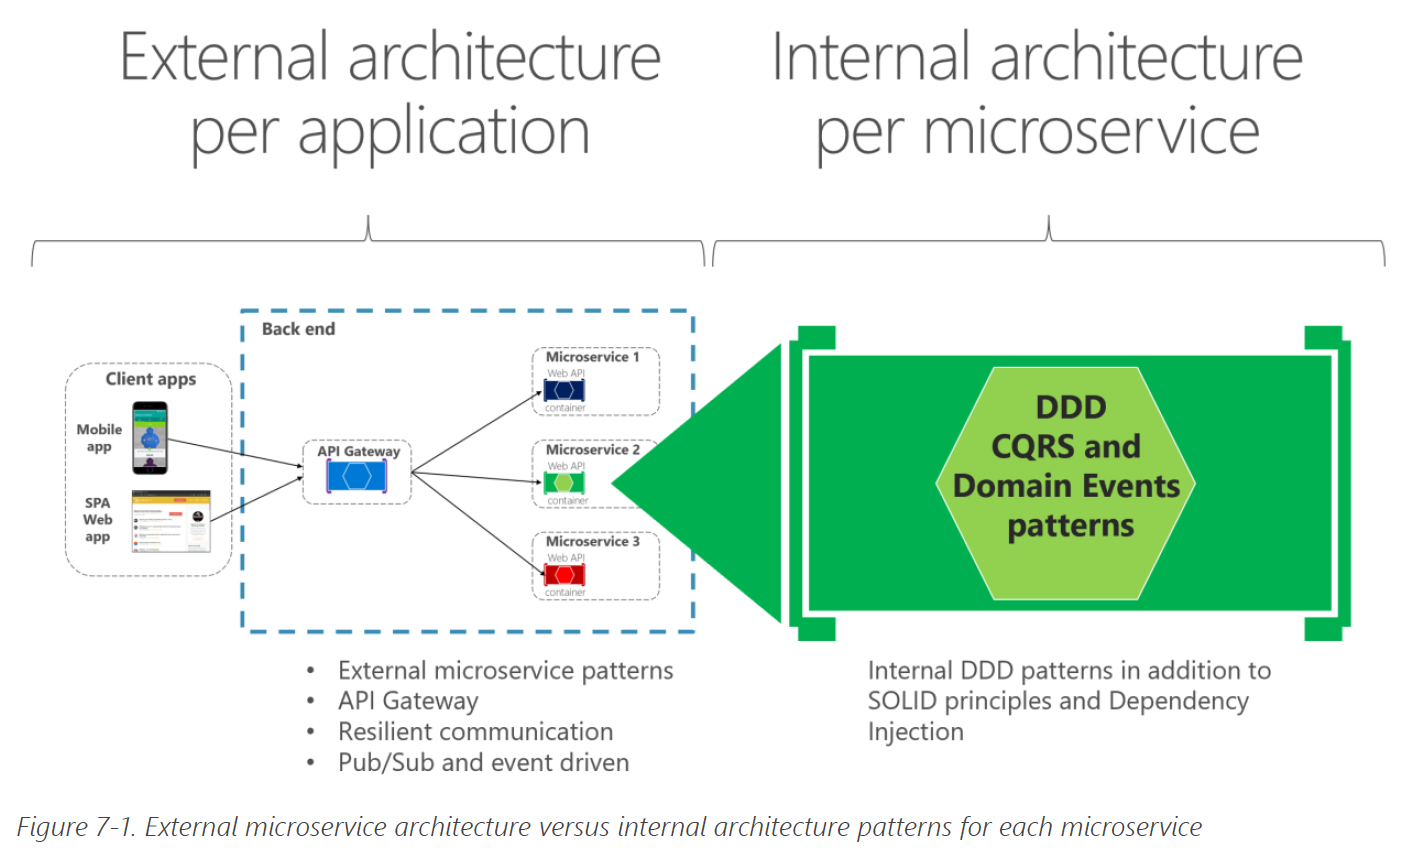 External architecture
per application
Internal architecture
per microservice
Back end
Client apps
Mobile
app
SPA
Web
app
API Gateway
Microservice 1
Web API
container
Microservice 2
Web API
container
Microservice 3
Web API
container
DDD
CQRS and
Domain Events
patterns
• External microservice patterns
• API Gateway
• Resilient communication
• Pub/Sub and event driven
Internal DDD patterns in addition to
SOLID principles and Dependency
Injection
Figure 7-1. External microservice architecture versus internal architecture patterns for each microservice